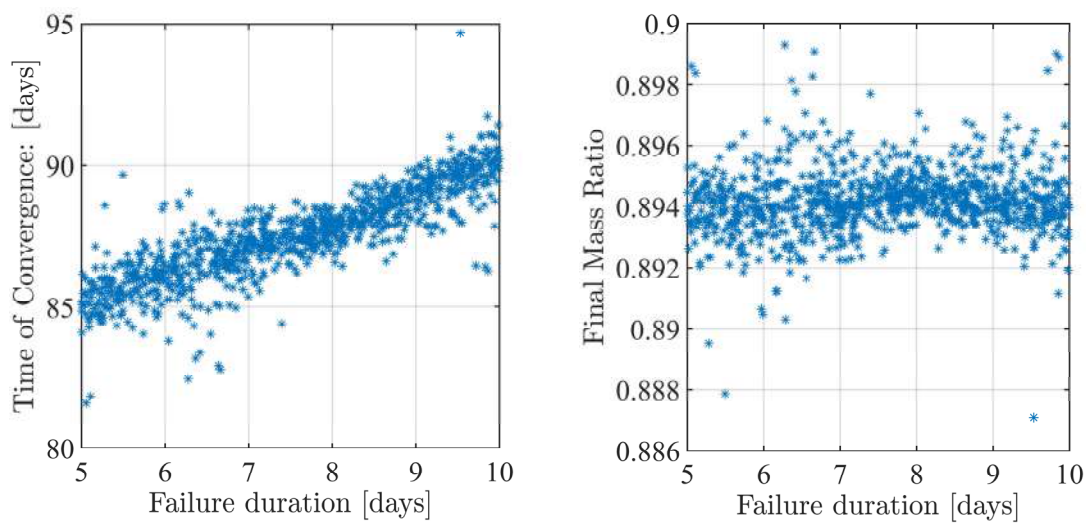 Time of Convergence: [days]
95
90
85
80
5 6 7 8 9 10
Failure duration [days]
Final Mass Ratio
0.9
0.898
0.896
0.894
0.892
0.89
0.888
0.886
5 6 7 8 9 10
Failure duration [days]